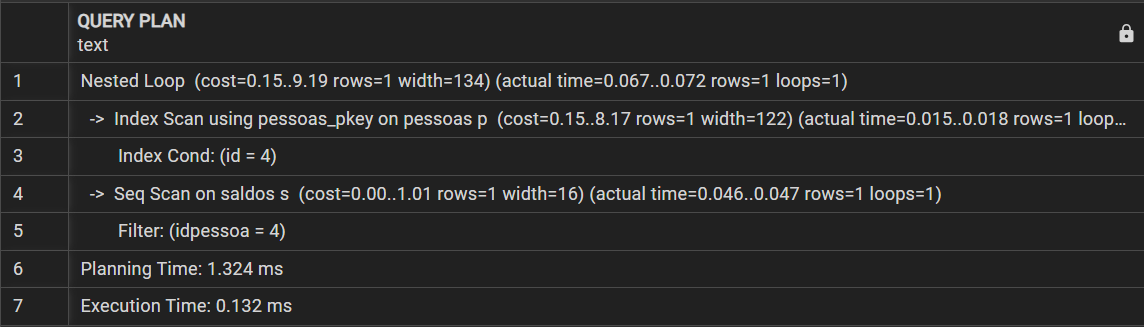 QUERY PLAN
text
1 Nested Loop (cost=0.15..9.19 rows=1 width=134) (actual time=0.067..0.072 rows=1 loops=1)
2 -> Index Scan using pessoas_pkey on pessoas p (cost=0.15..8.17 rows=1 width=122) (actual time=0.015..0.018 rows=1 loop...
3 Index Cond: (id = 4)
4 -> Seq Scan on saldos s (cost=0.00..1.01 rows=1 width=16) (actual time=0.046..0.047 rows=1 loops=1)
5 Filter: (idpessoa = 4)
6 Planning Time: 1.324 ms
7 Execution Time: 0.132 ms